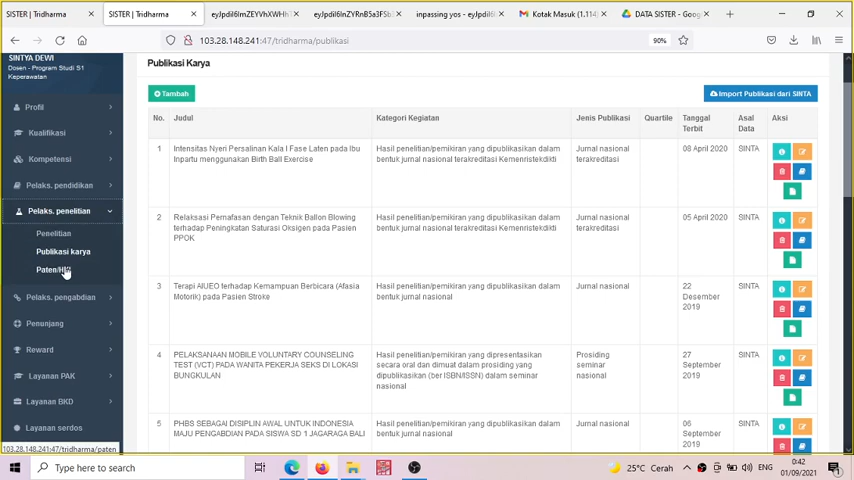 SISTER | Tridharma
SISTER | Tridharma
inpassing yos - ypsdikti@
Kotak Masuk (1.114)
DATA SISTER - Goog
103.28.148.241:47/tridharma/publikasi
90%
SINTYA DEWI
Dosen - Program Studi S1
Keperawatan
Profil
Kualifikasi
Kompetensi
Pelaks. pendidikan
Pelaks. penelitian
Penelitian
Publikasi karya
Paten/HKI
Pelaks. pengabdian
Penunjang
Reward
Layanan PAK
Layanan BKD
Layanan serdos
103.28.148.241:47/tridharma/paten
Publikasi Karya
Tambah
Import Publikasi dari SINTA
No. Judul Kategori Kegiatan Jenis Publikasi Quartile Tanggal Asal Aksi
Terbit Data
1 Intensitas Nyeri Persalinan Kala I Fase Laten pada Ibu Hasil penelitian/pemikiran yang dipublikasikan dalam Jurnal nasional 08 April 2020 SINTA
Inpartu menggunakan Birth Ball Exercise bentuk jurnal nasional terakreditasi Kemenristekdikti terakreditasi
2 Relaksasi Pernafasan dengan Teknik Ballon Blowing Hasil penelitian/pemikiran yang dipublikasikan dalam Jurnal nasional 05 April 2020 SINTA
terhadap Peningkatan Saturasi Oksigen pada Pasien bentuk jurnal nasional terakreditasi Kemenristekdikti terakreditasi
PPOK
3 Terapi AIUEO terhadap Kemampuan Berbicara (Afasia Hasil penelitian/pemikiran yang dipublikasikan dalam Jurnal nasional 22 SINTA
Motorik) pada Pasien Stroke bentuk jurnal nasional Desember
2019
4 PELAKSANAAN MOBILE VOLUNTARY COUNSELING Hasil penelitian/pemikiran yang dipresentasikan Prosiding 27 SINTA
TEST (VCT) PADA WANITA PEKERJA SEKS DI LOKASI secara oral dan dimuat dalam prosiding yang seminar September
BUNGKULAN dipublikasikan (ber ISBN/ISSN) dalam seminar nasional 2019
nasional
5 PHBS SEBAGAI DISIPLIN AWAL UNTUK INDONESIA Hasil penelitian/pemikiran yang dipublikasikan dalam Jurnal nasional 06 SINTA
MAJU PENGABDIAN PADA SISWA SD 1 JAGARAGA BALI bentuk jurnal nasional September
2019
Type here to search
25°C Cerah
ENG
0:42
01/09/2021